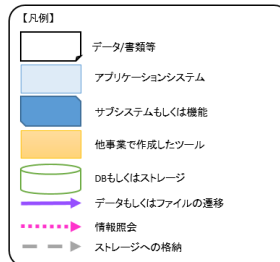 【凡例】
データ/書類等
アプリケーションシステム
サブシステムもしくは機能
他事業で作成したツール
DBもしくはストレージ
データもしくはファイルの遷移
情報照会
ストレージへの格納